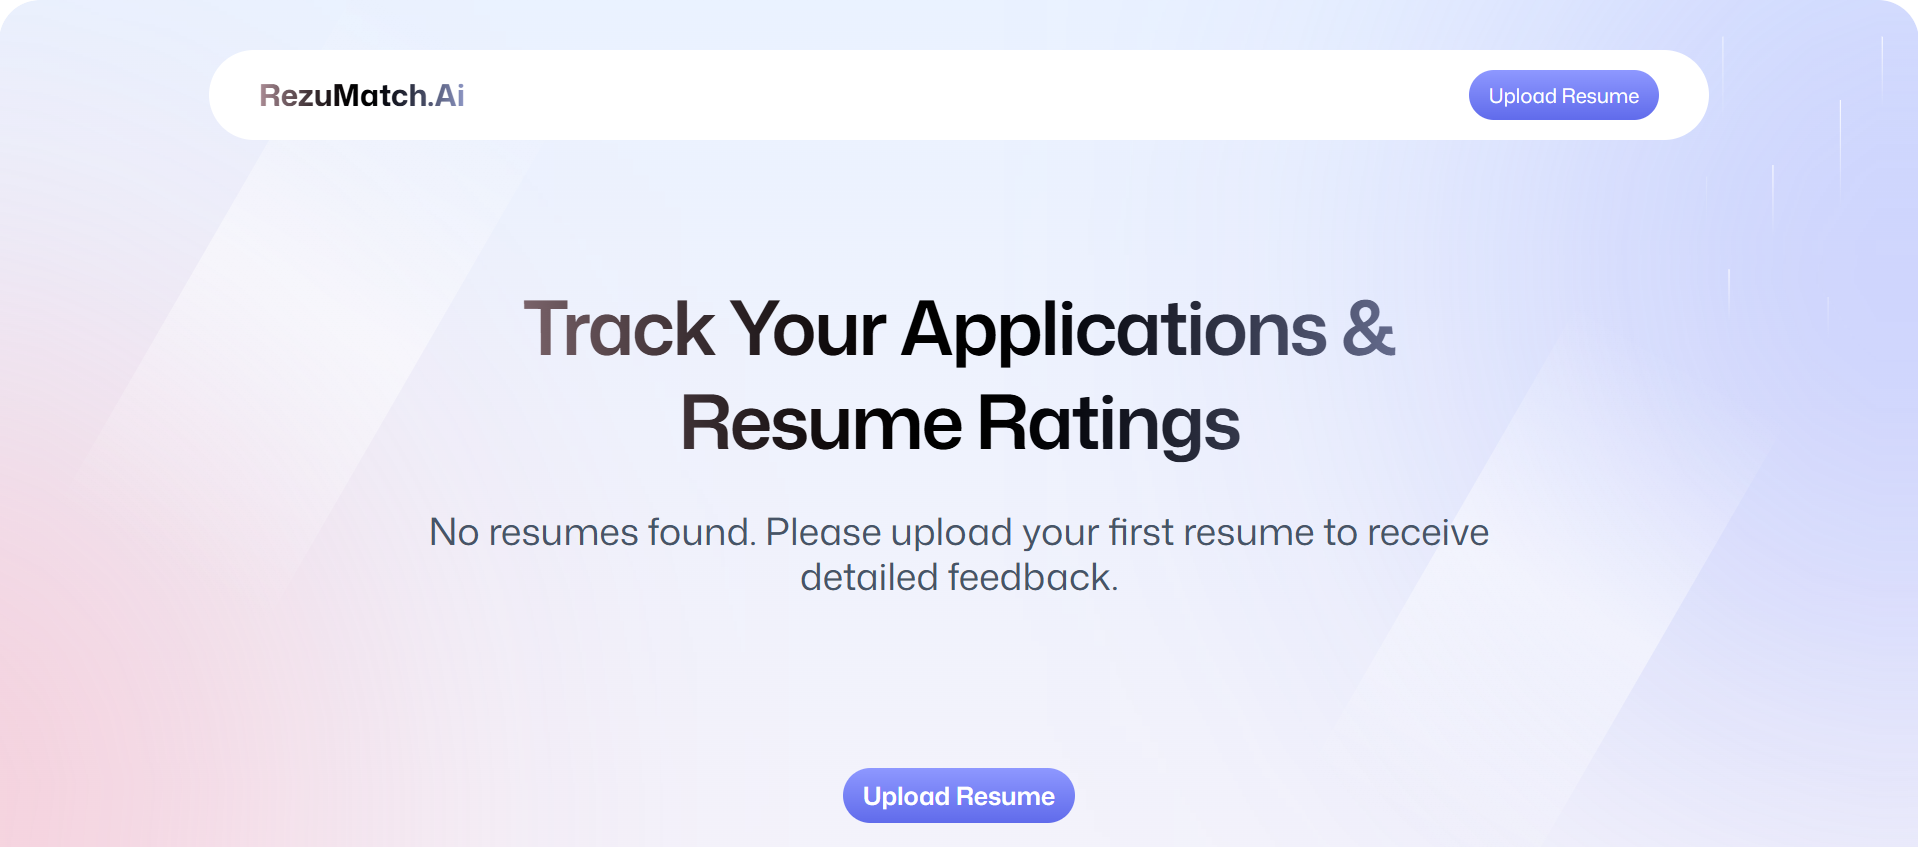 RezuMatch.Ai
Upload Resume
Track Your Applications &
Resume Ratings
No resumes found. Please upload your first resume to receive
detailed feedback.
Upload Resume